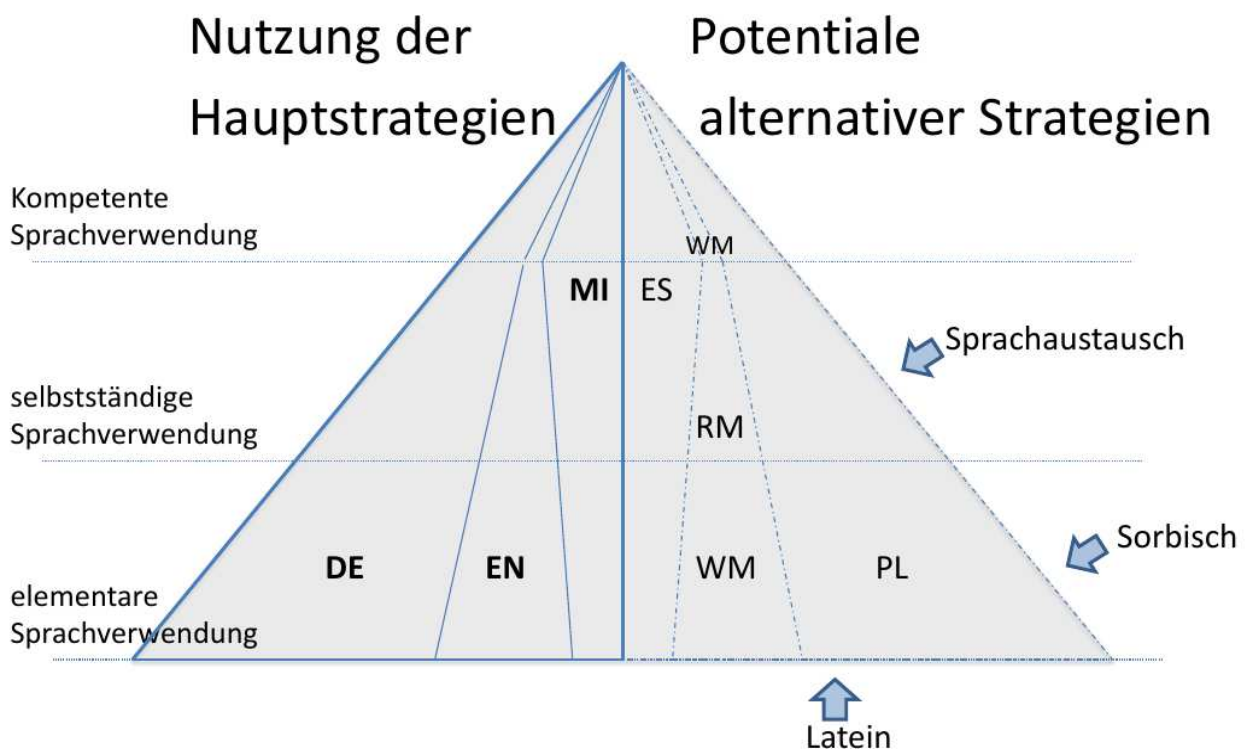 Nutzung der
Hauptstrategien
Potentiale
alternativer Strategien
Kompetente
Sprachverwendung
WM
MI
ES
Sprachaustausch
selbstständige
Sprachverwendung
RM
Sorbisch
DE
EN
WM
PL
elementare
Sprachverwendung
Latein